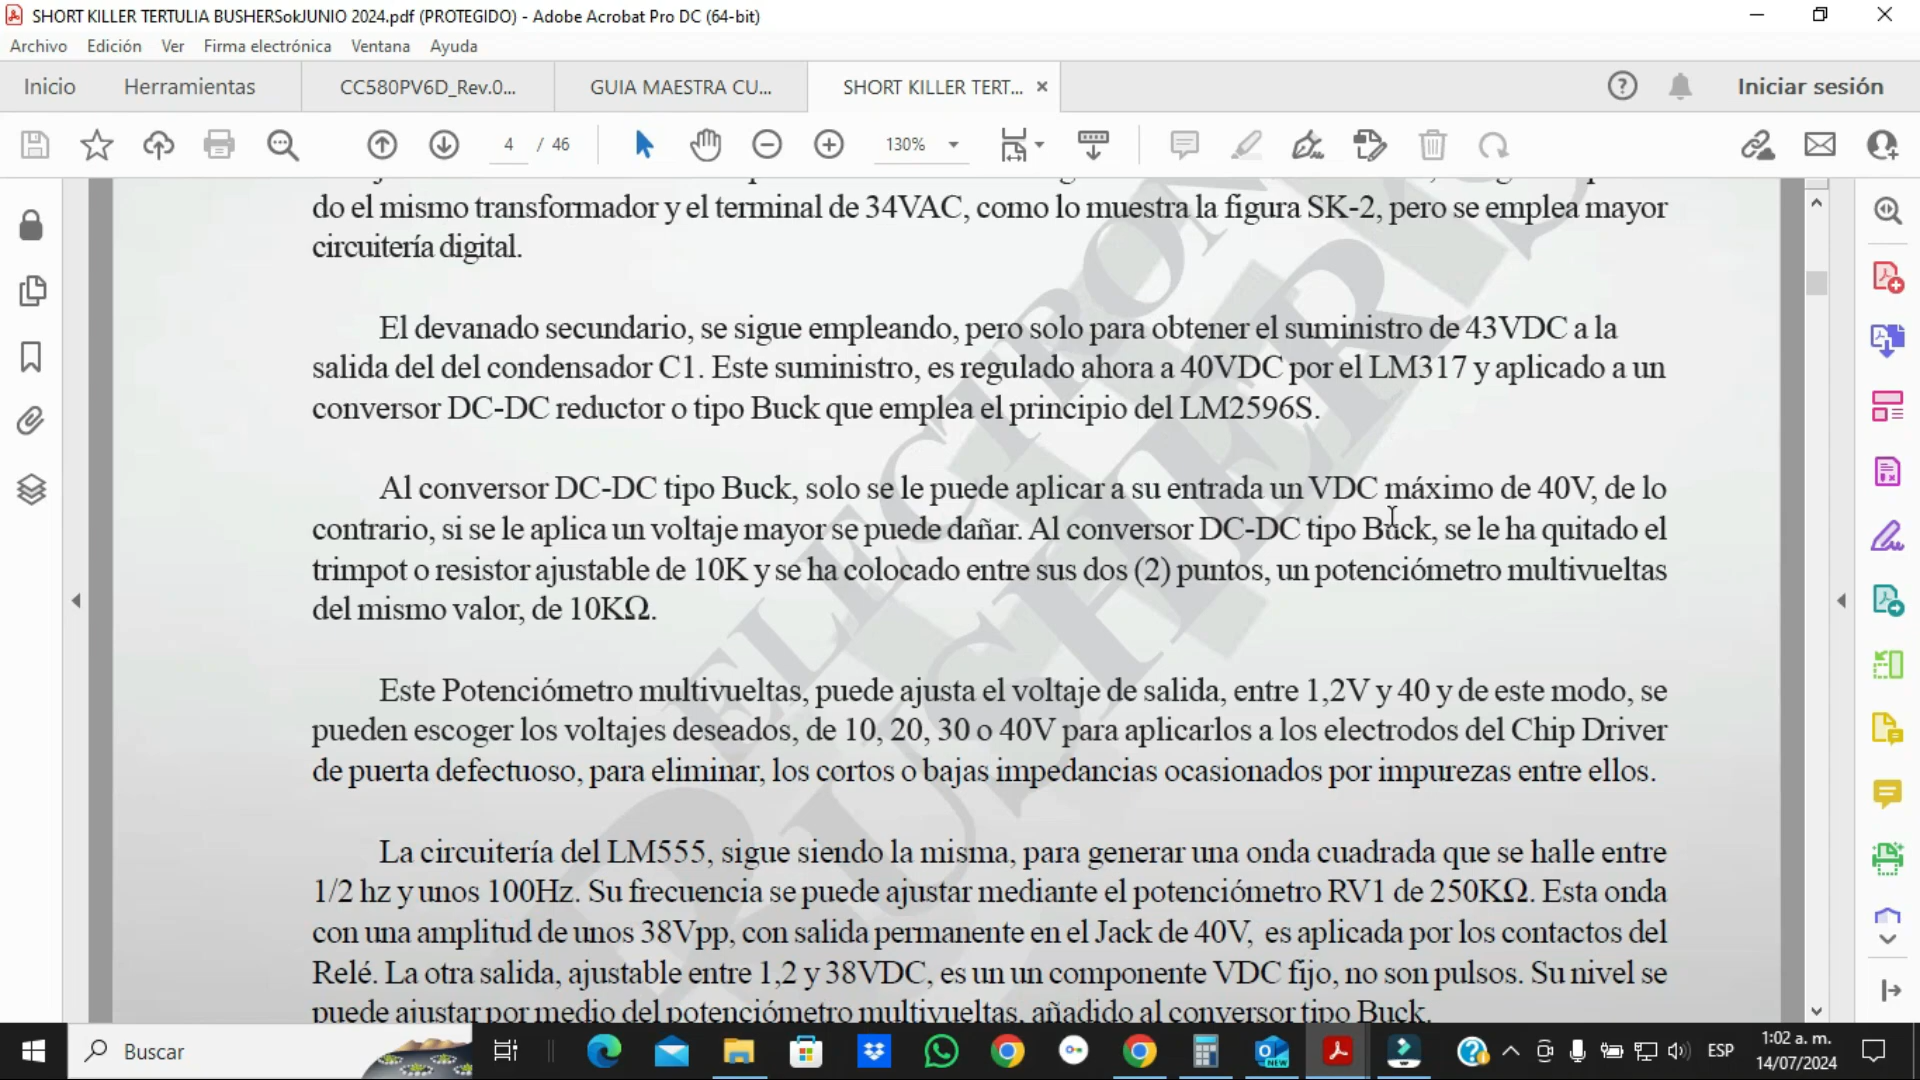 SHORT KILLER TERTULIA BUSHERSokJUNIO 2024.pdf (PROTEGIDO) - Adobe Acrobat Pro DC (64-bit)
Archivo Edición Ver Firma electrónica Ventana Ayuda
Inicio Herramientas CC580PV6D_Rev.0... GUIA MAESTRA CU... SHORT KILLER TERT... Iniciar sesión
4 / 46 130%
do el mismo transformador y el terminal de 34VAC, como lo muestra la figura SK-2, pero se emplea mayor
circuitería digital.
El devanado secundario, se sigue empleando, pero solo para obtener el suministro de 43VDC a la
salida del del condensador C1. Este suministro, es regulado ahora a 40VDC por el LM317 y aplicado a un
conversor DC-DC reductor o tipo Buck que emplea el principio del LM2596S.
Al conversor DC-DC tipo Buck, solo se le puede aplicar a su entrada un VDC máximo de 40V, de lo
contrario, si se le aplica un voltaje mayor se puede dañar. Al conversor DC-DC tipo Buck, se le ha quitado el
trimpot o resistor ajustable de 10K y se ha colocado entre sus dos (2) puntos, un potenciómetro multivueltas
del mismo valor, de 10KΩ.
Este Potenciómetro multivueltas, puede ajusta el voltaje de salida, entre 1,2V y 40 y de este modo, se
pueden escoger los voltajes deseados, de 10, 20, 30 o 40V para aplicarlos a los electrodos del Chip Driver
de puerta defectuoso, para eliminar, los cortos o bajas impedancias ocasionados por impurezas entre ellos.
La circuitería del LM555, sigue siendo la misma, para generar una onda cuadrada que se halle entre
1/2 hz y unos 100Hz. Su frecuencia se puede ajustar mediante el potenciómetro RV1 de 250KΩ. Esta onda
con una amplitud de unos 38Vpp, con salida permanente en el Jack de 40V, es aplicada por los contactos del
Relé. La otra salida, ajustable entre 1,2 y 38VDC, es un un componente VDC fijo, no son pulsos. Su nivel se
puede ajustar por medio del potenciómetro multivueltas, añadido al conversor tipo Buck.
Buscar
ESP
1:02 a. m.
14/07/2024